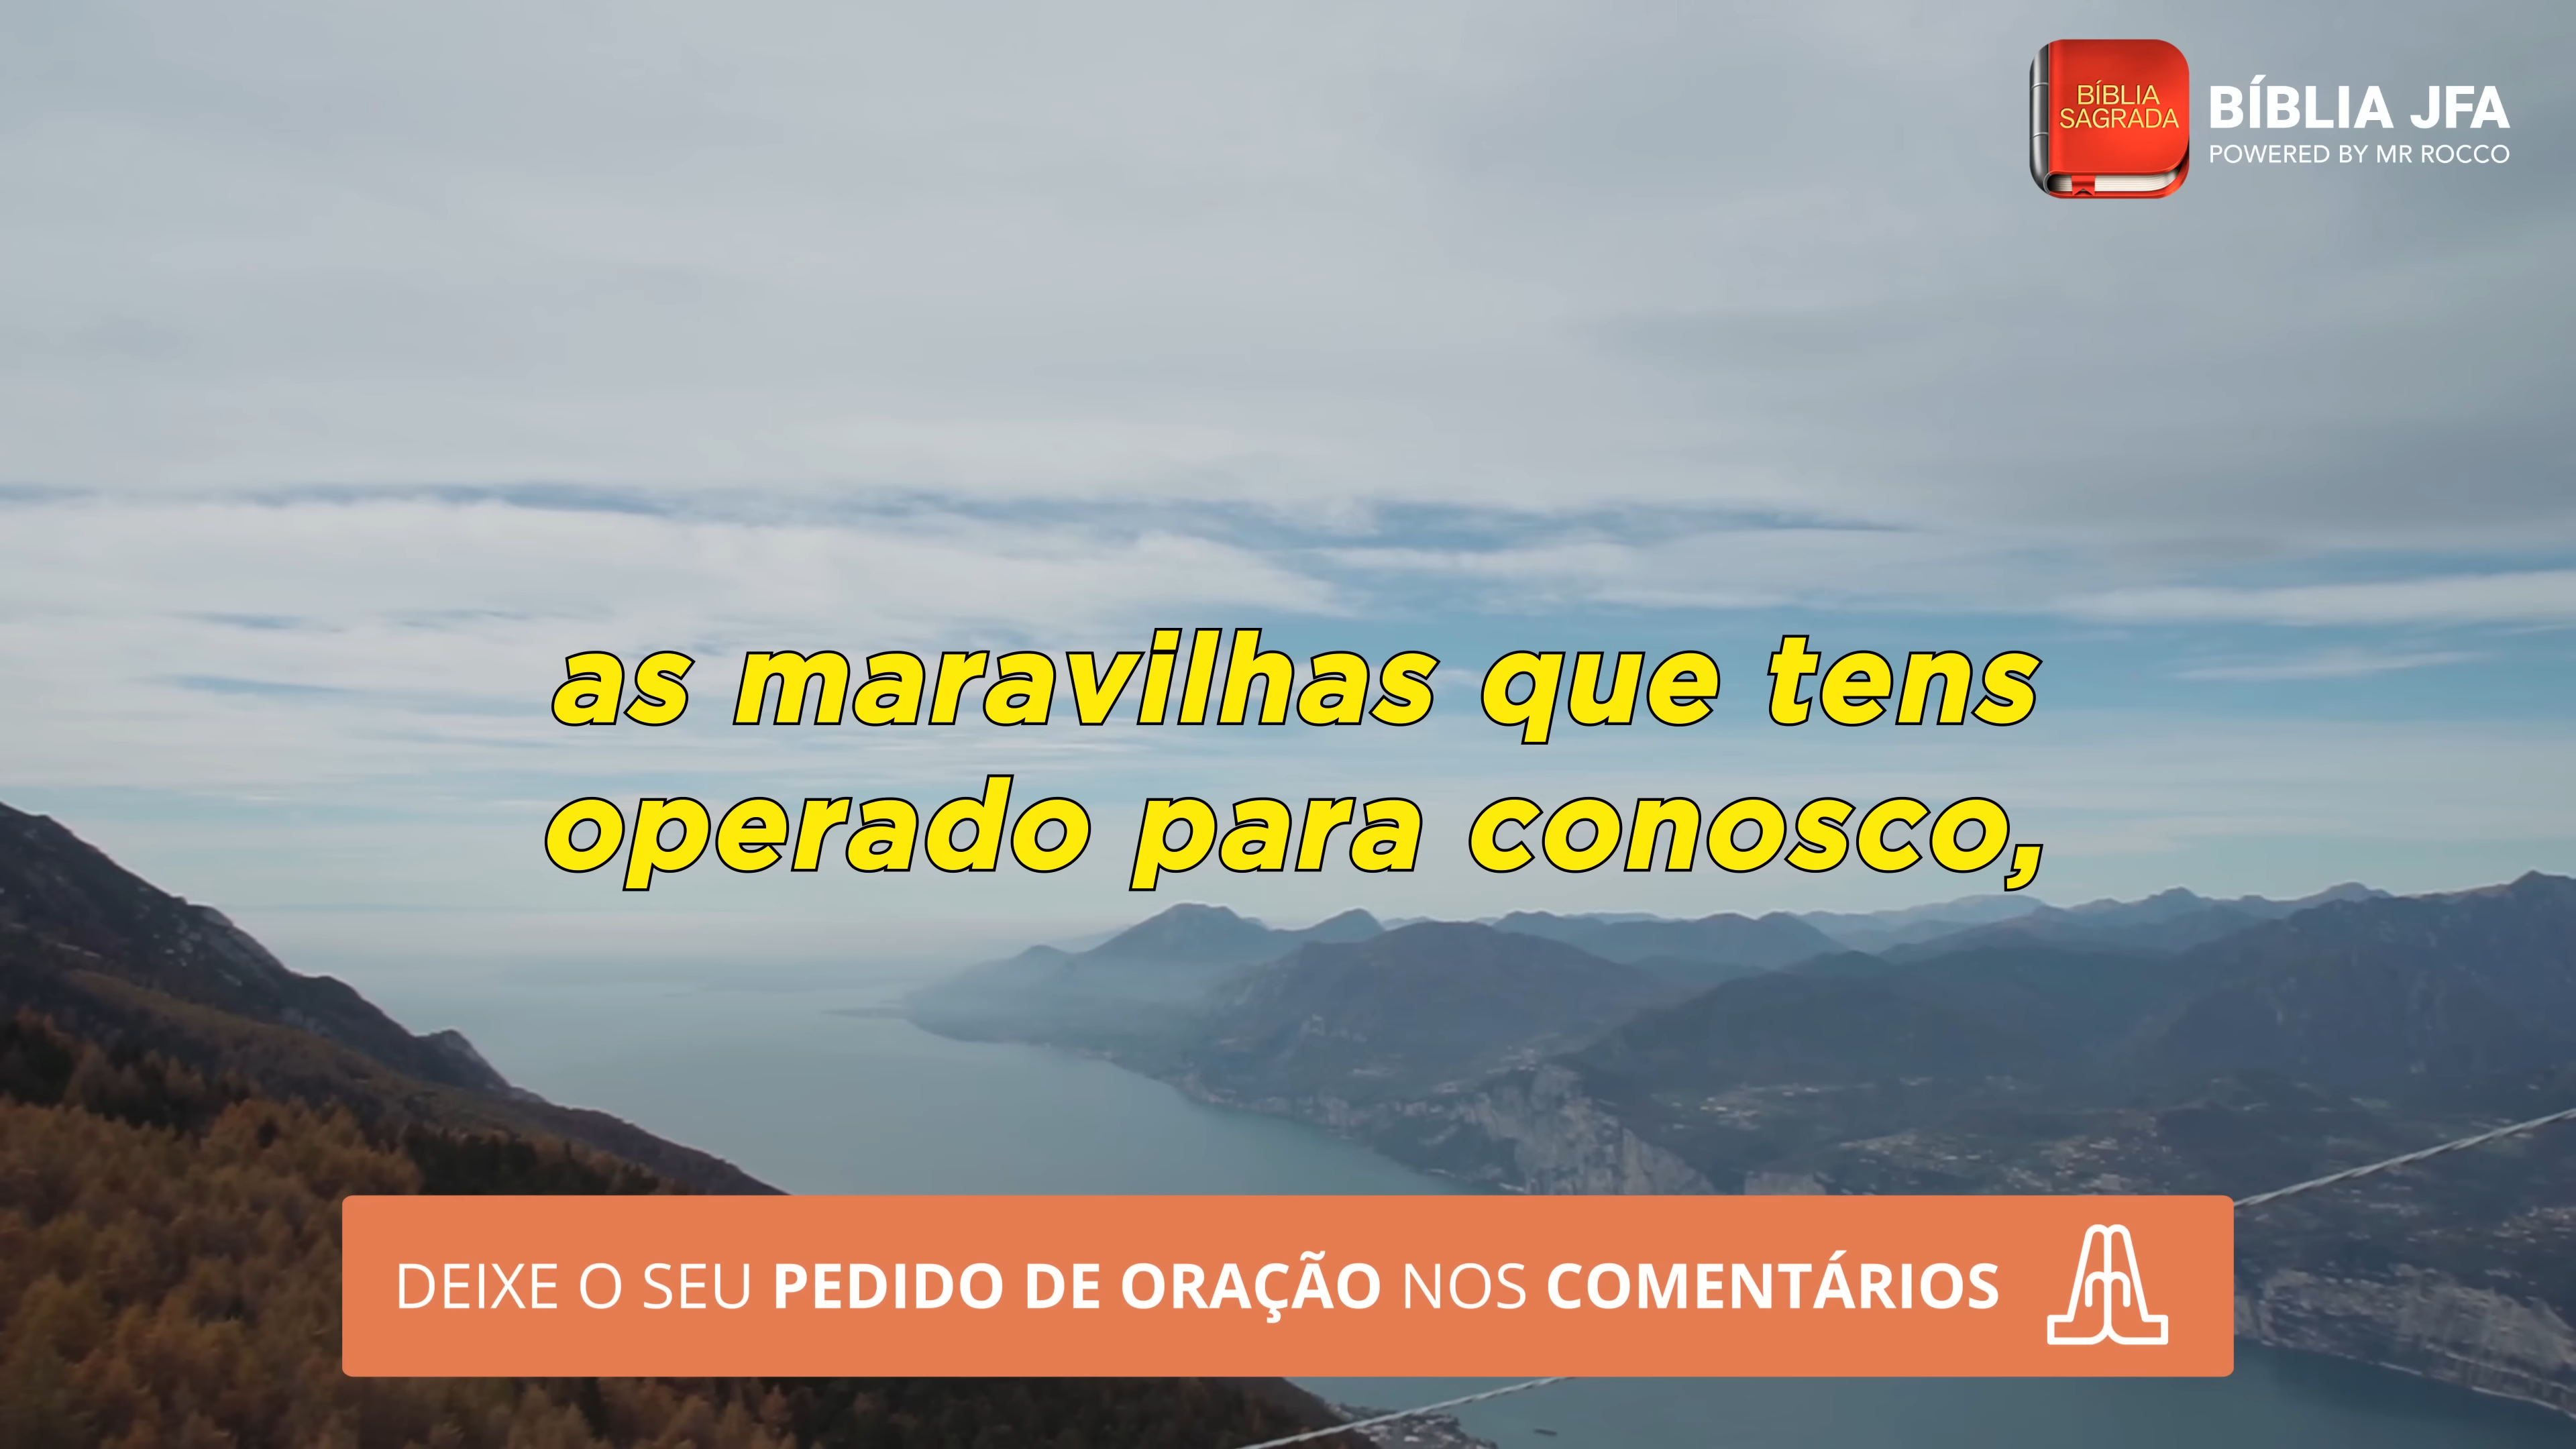 BÍBLIA
SAGRADA
BÍBLIA JFA
POWERED BY MR ROCCO
as maravilhas que tens
operado para conosco,
DEIXE O SEU PEDIDO DE ORAÇÃO NOS COMENTÁRIOS